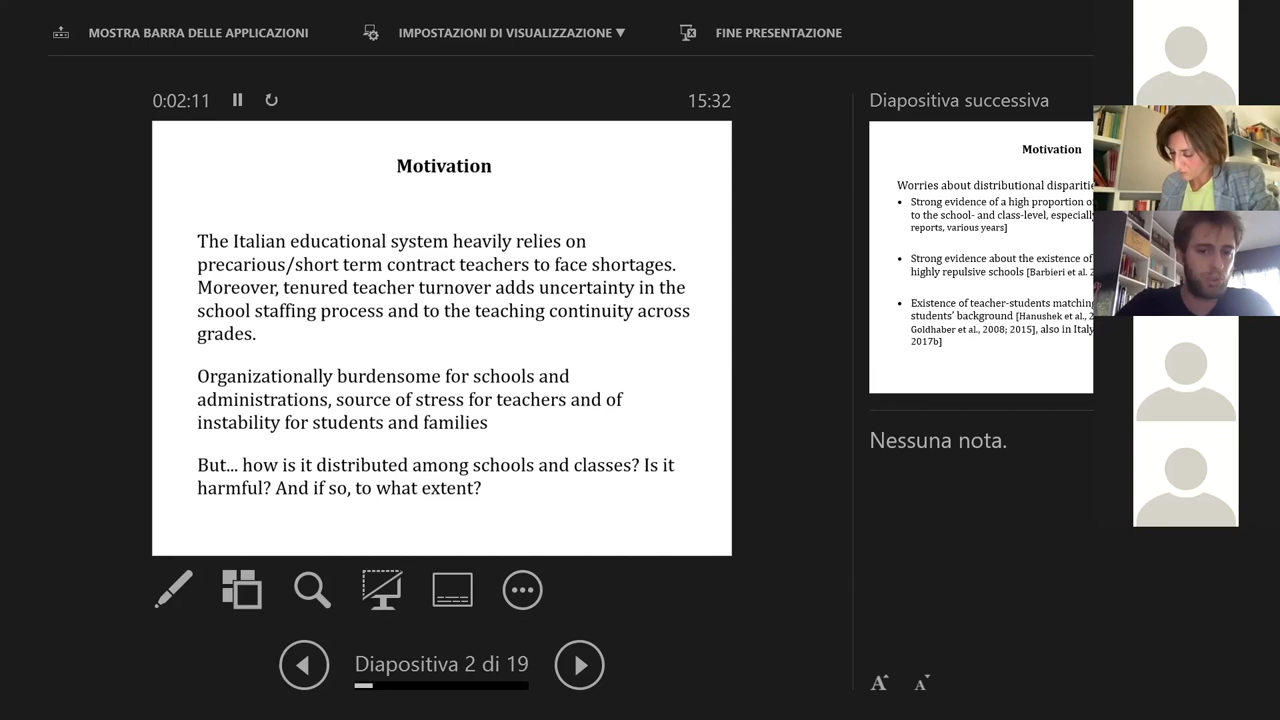 MOSTRA BARRA DELLE APPLICAZIONI
IMPOSTAZIONI DI VISUALIZZAZIONE ▼
FINE PRESENTAZIONE
0:02:11
15:32
Motivation
The Italian educational system heavily relies on
precarious/short term contract teachers to face shortages.
Moreover, tenured teacher turnover adds uncertainty in the
school staffing process and to the teaching continuity across
grades.
Organizationally burdensome for schools and
administrations, source of stress for teachers and of
instability for students and families
But... how is it distributed among schools and classes? Is it
harmful? And if so, to what extent?
Diapositiva 2 di 19
Diapositiva successiva
Motivation
Worries about distributional
• Strong evidence of a high proportion
to the school- and class-level, especially
reports, various years]
• Strong evidence about the existence of
highly repulsive schools [Barbieri et al.
• Existence of teacher-students matching
students’ background [Hanushek et al.,
Goldhaber et al., 2008; 2015], also in Italy
2017b]
Nessuna nota.
A A